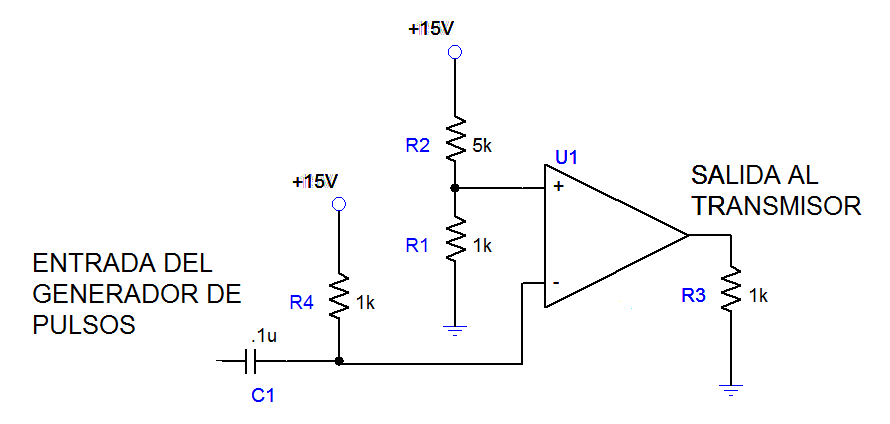 +15V
R2
5k
U1
+
SALIDA AL
TRANSMISOR
+15V
R1
1k
ENTRADA DEL
GENERADOR DE
PULSOS
R4
1k
-
R3
1k
.1u
C1